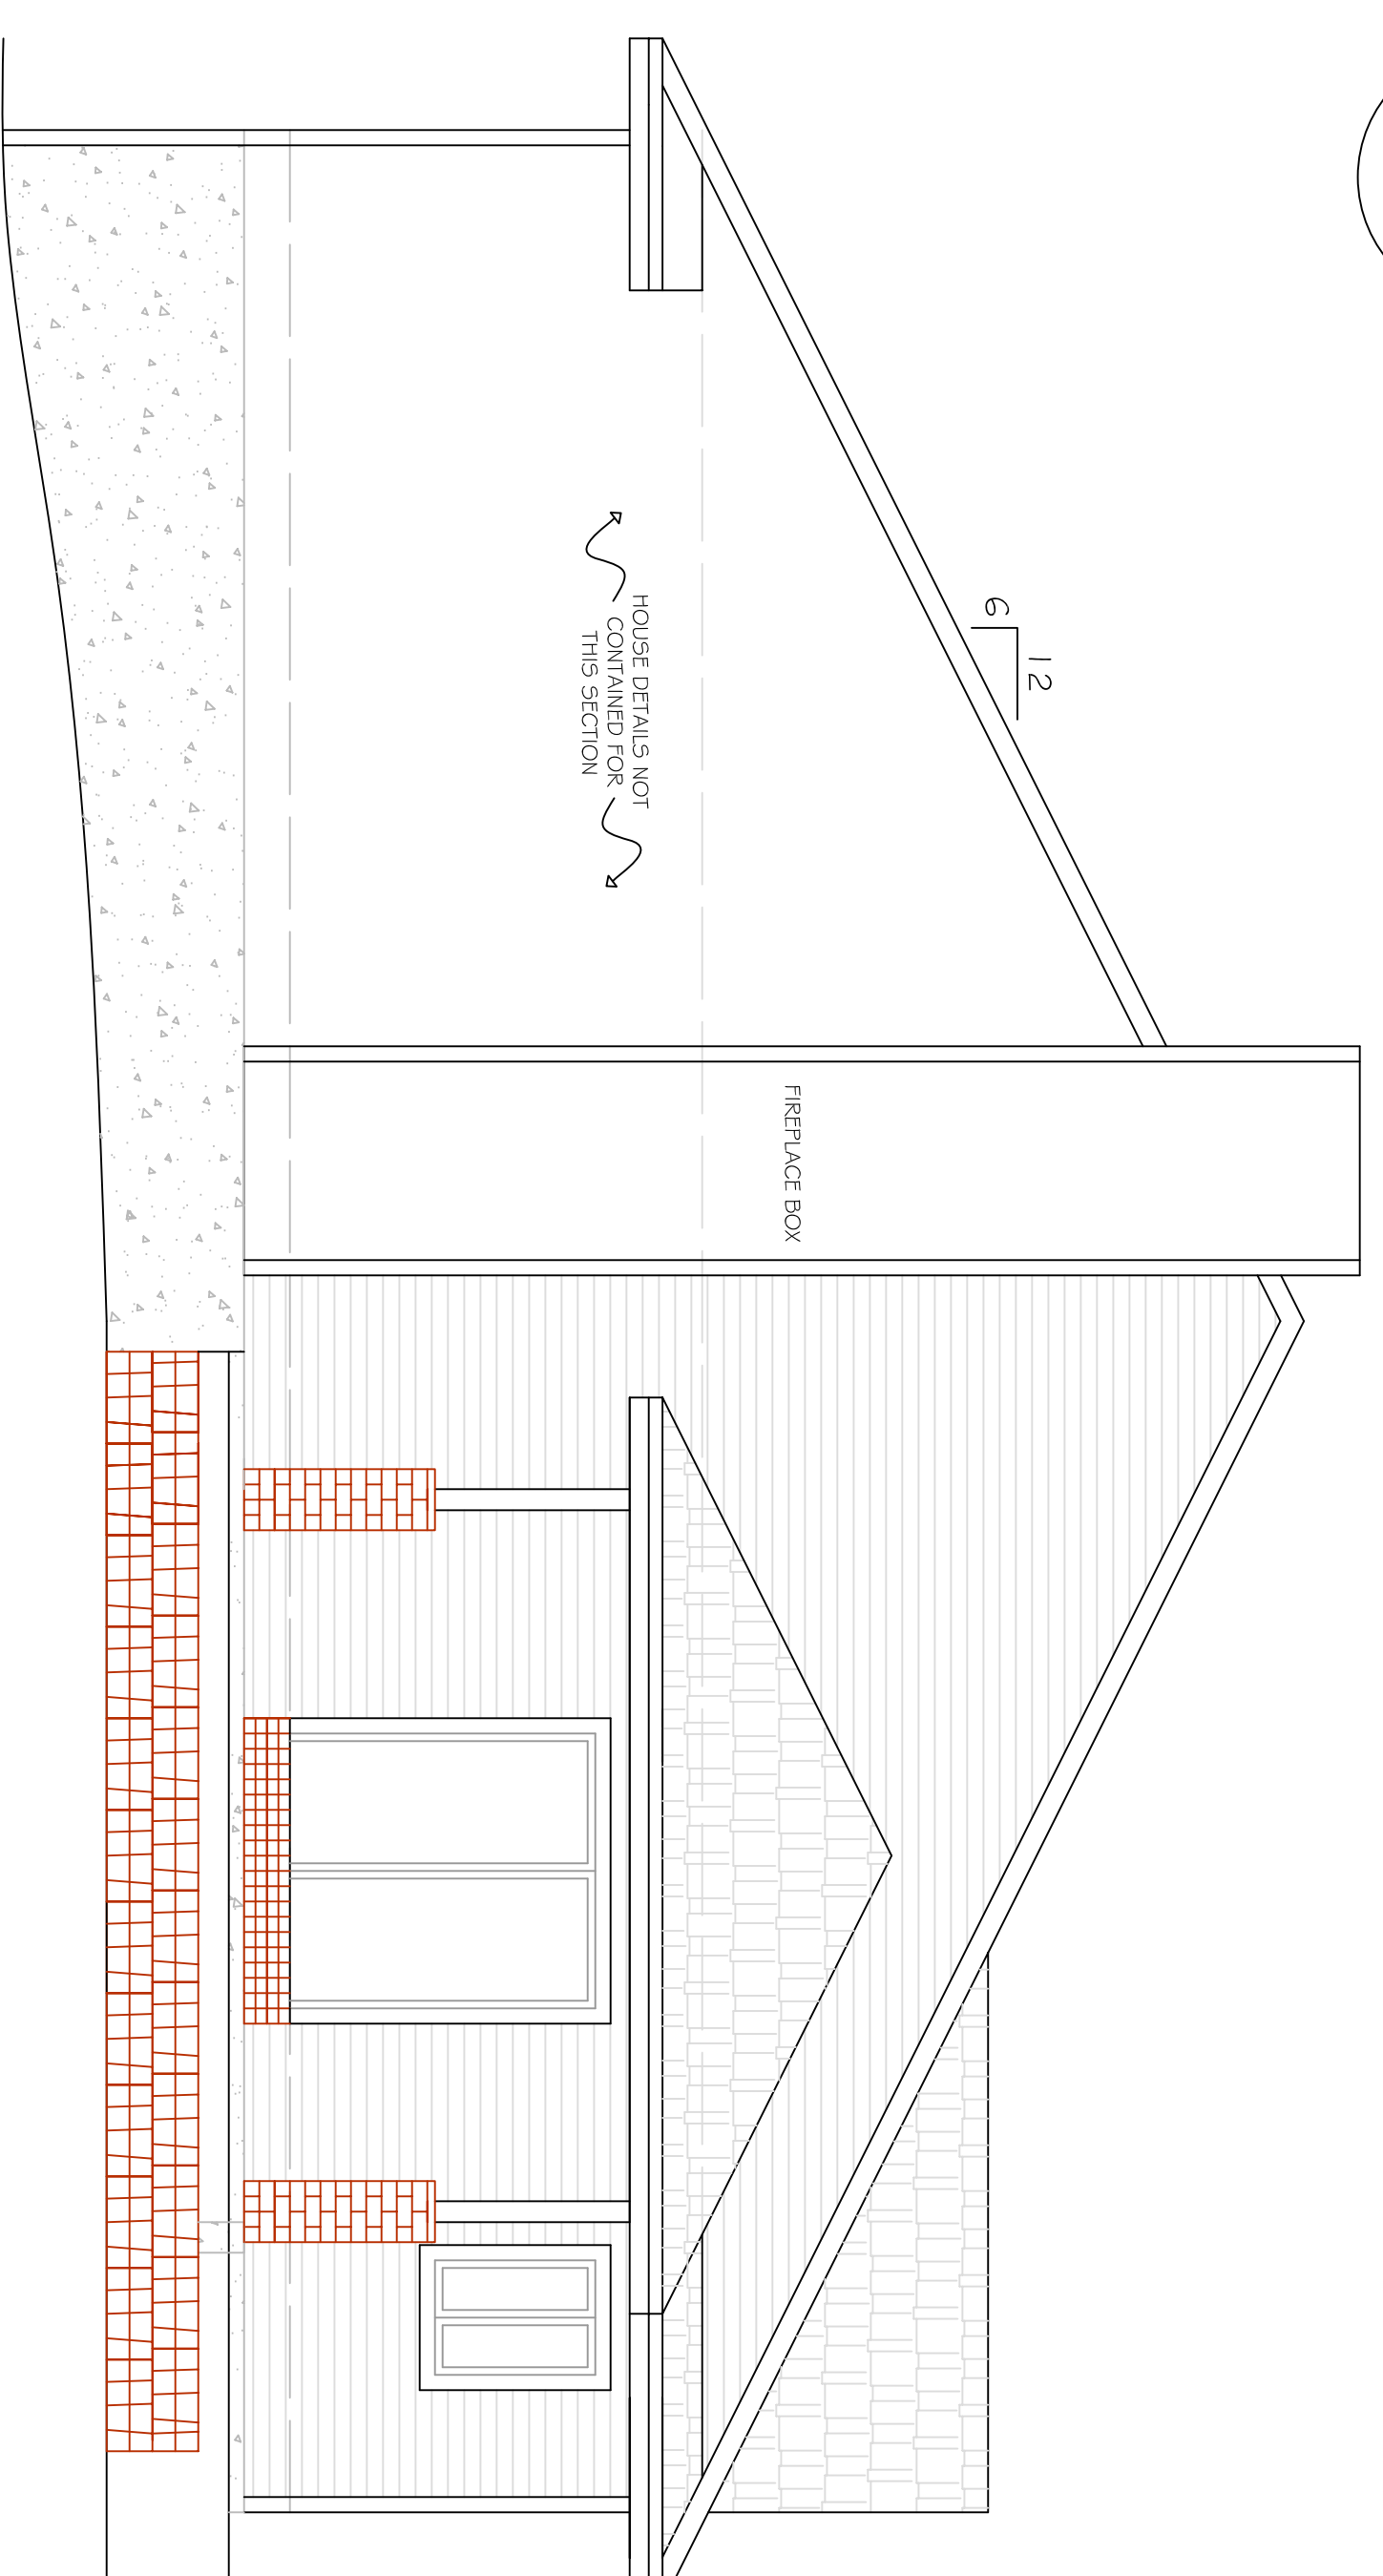 6
12
HOUSE DETAILS NOT
CONTAINED FOR
THIS SECTION
FIREPLACE BOX